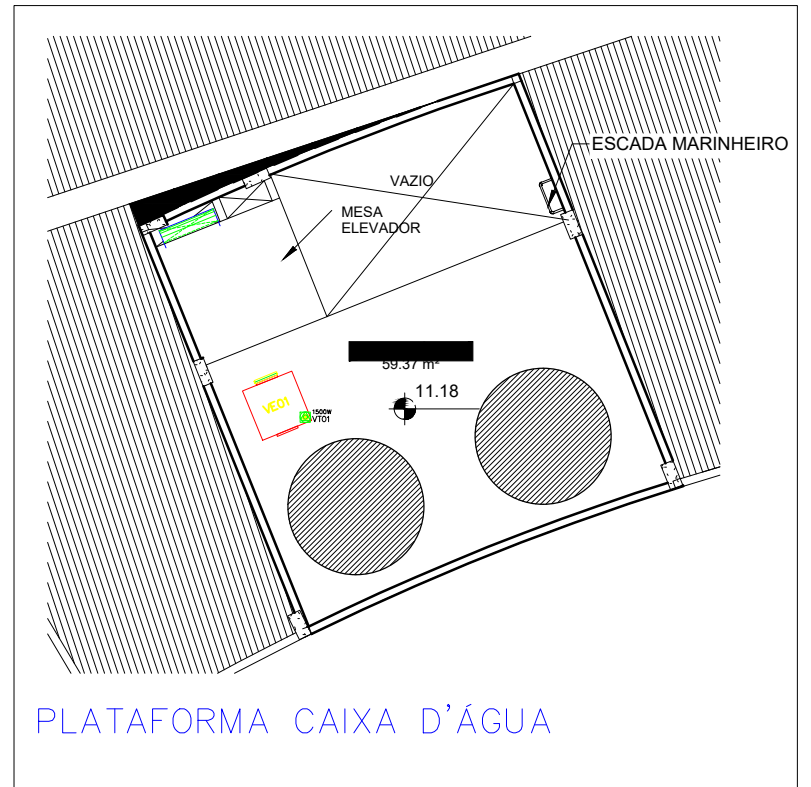 ESCADA MARINHEIRO
VAZIO
MESA
ELEVADOR
59.37 m²
11.18
VE01
1500W
VT01
PLATAFORMA CAIXA D'ÁGUA